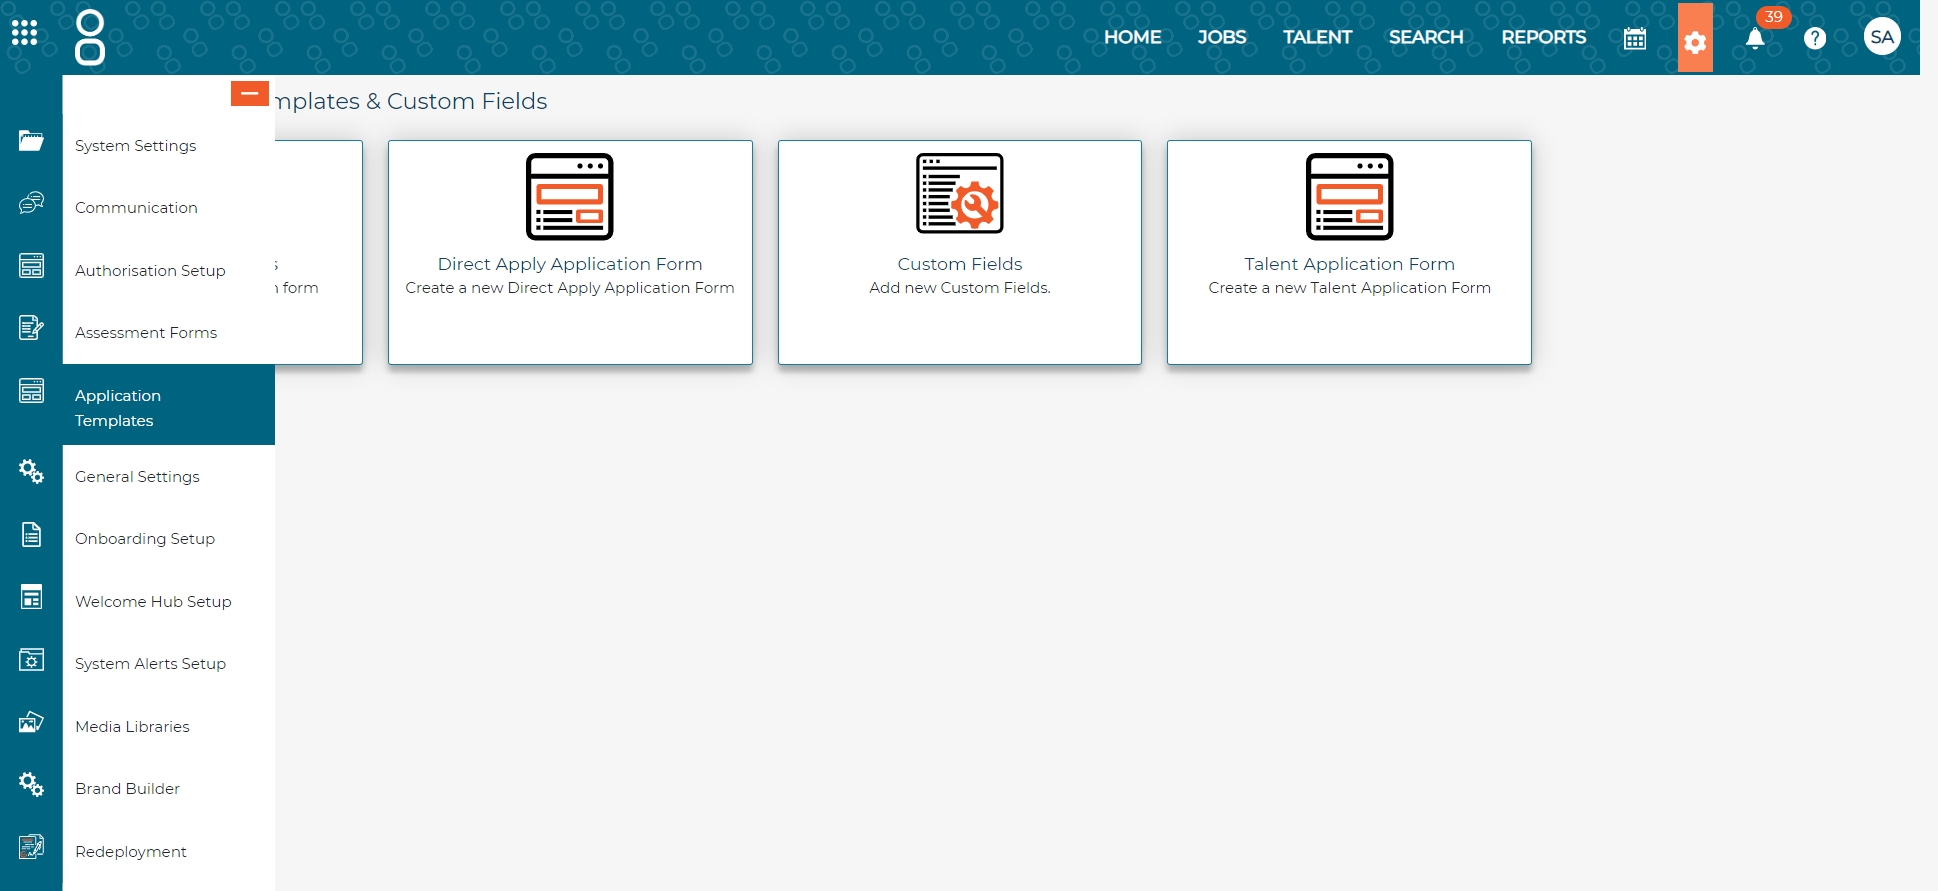 HOME JOBS TALENT SEARCH REPORTS 39 SA
mplates & Custom Fields
System Settings
Communication
Authorisation Setup
Assessment Forms
Application
Templates
General Settings
Onboarding Setup
Welcome Hub Setup
System Alerts Setup
Media Libraries
Brand Builder
Redeployment
s
form
Direct Apply Application Form
Create a new Direct Apply Application Form
Custom Fields
Add new Custom Fields.
Talent Application Form
Create a new Talent Application Form